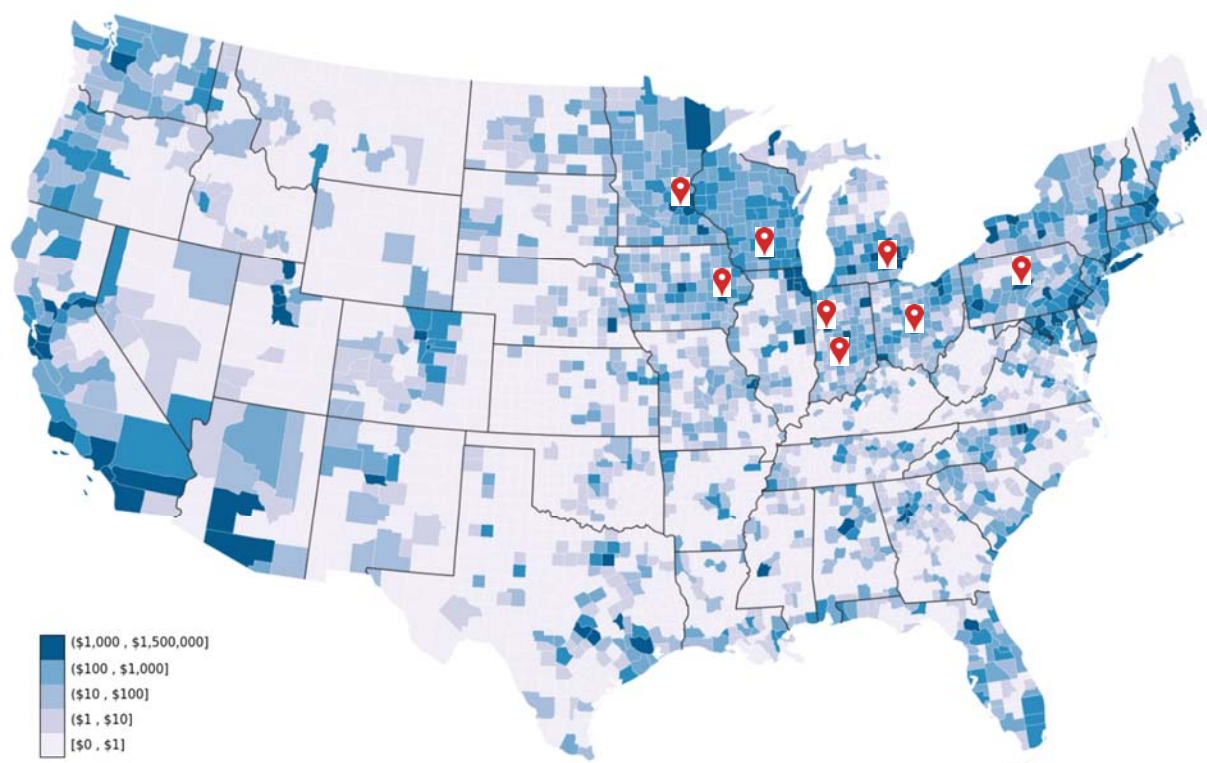 ($1,000 , $1,500,000]
($100 , $1,000]
($10 , $100]
($1 , $10]
[$0 , $1]